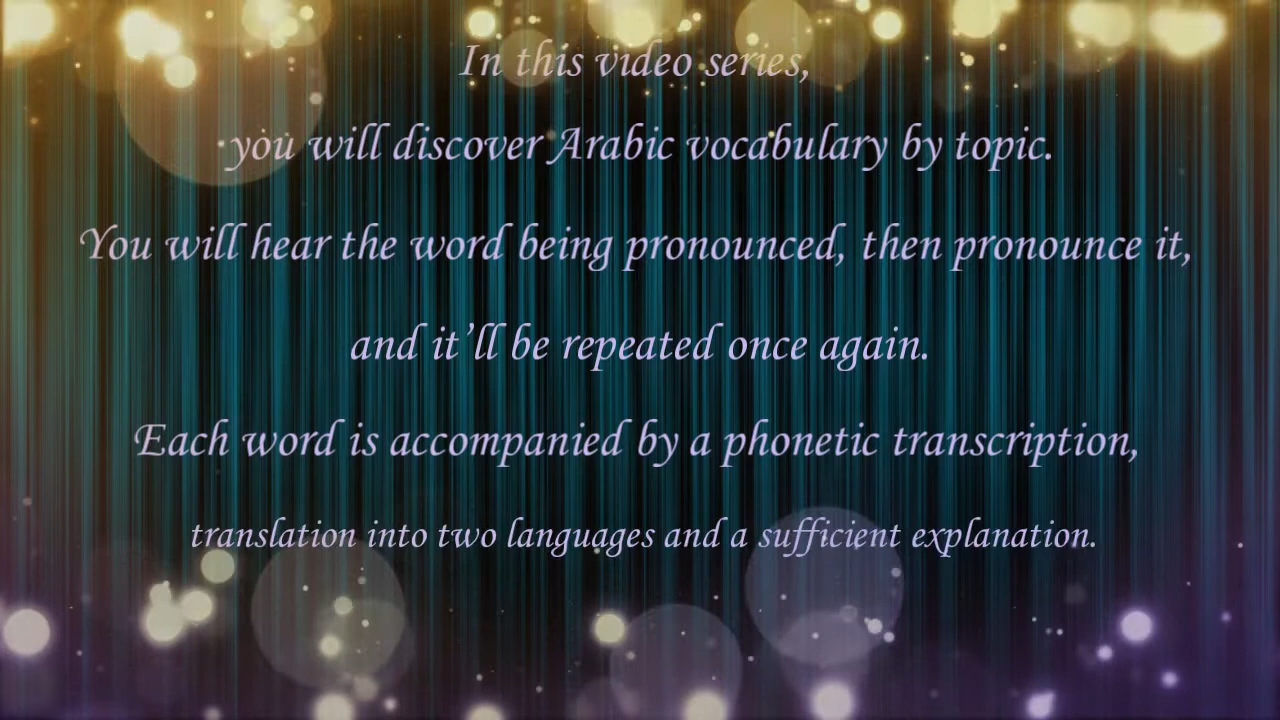 In this video series,
you will discover Arabic vocabulary by topic.
You will hear the word being pronounced, then pronounce it,
and it’ll be repeated once again.
Each word is accompanied by a phonetic transcription,
translation into two languages and a sufficient explanation.